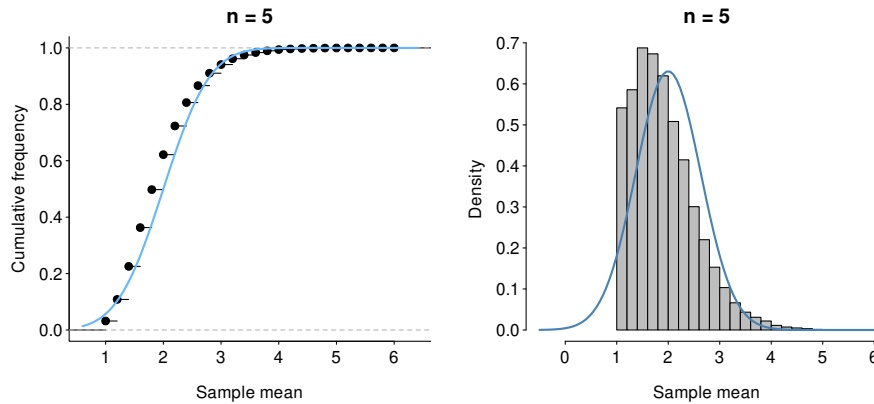 n = 5
Cumulative frequency
1.0
0.8
0.6
0.4
0.2
0.0
1 2 3 4 5 6
Sample mean
n = 5
Density
0.7
0.6
0.5
0.4
0.3
0.2
0.1
0.0
0 1 2 3 4 5 6
Sample mean